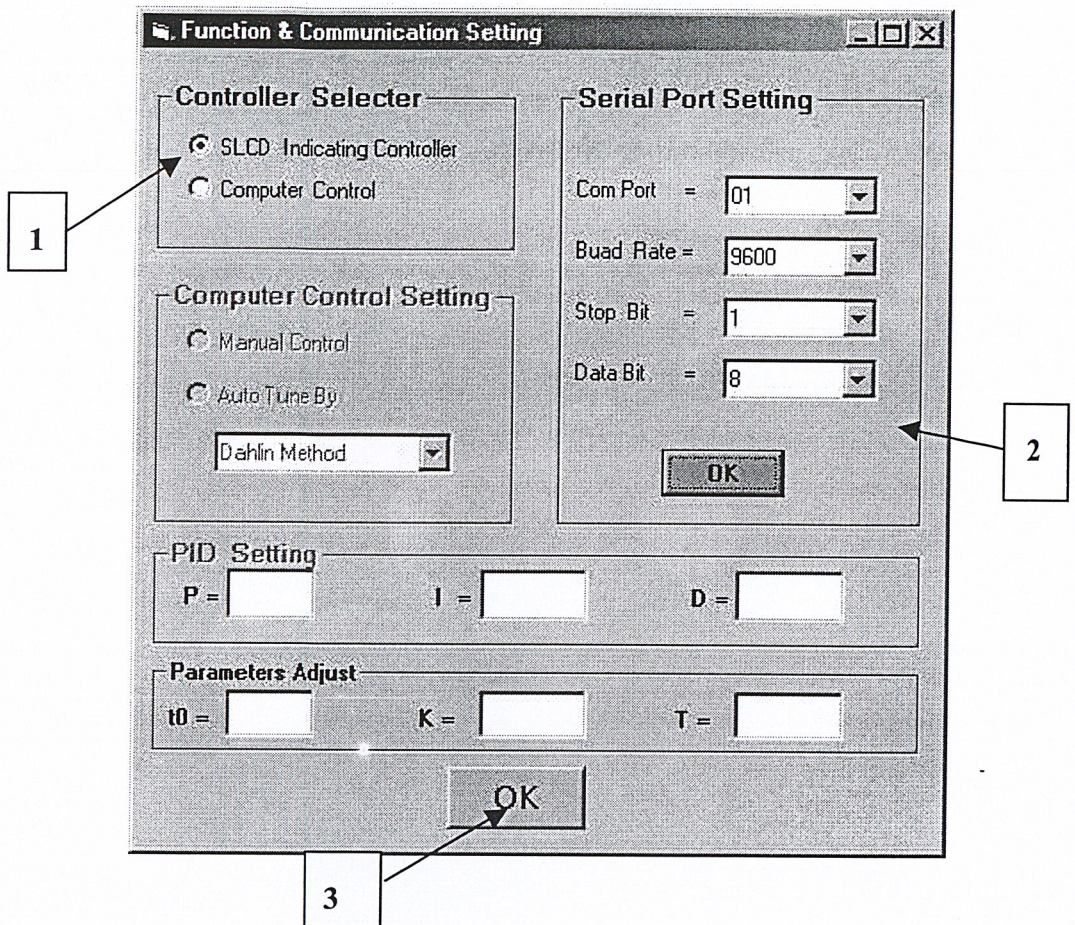 Function & Communication Setting
Controller Selecter
SLCD Indicating Controller
Computer Control
1
Computer Control Setting
Manual Control
Auto Tune By
Dahlin Method
Serial Port Setting
Com Port = 01
Buad Rate = 9600
Stop Bit = 1
Data Bit = 8
OK
2
PID Setting
P = I = D =
Parameters Adjust
t0 = K = T =
OK
3